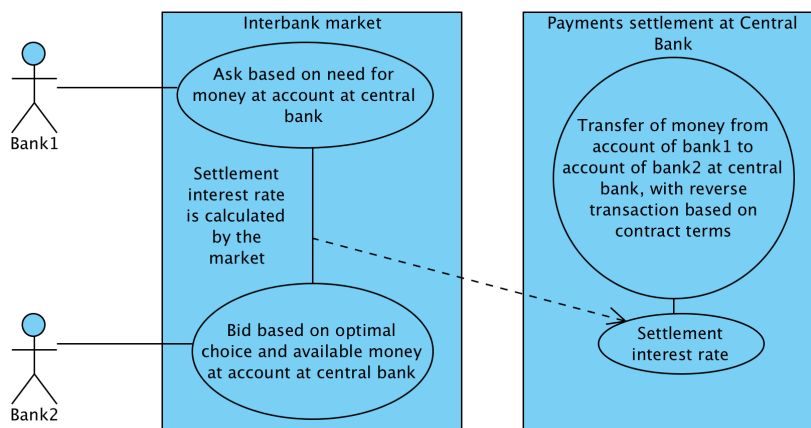 Interbank market
Payments settlement at Central
Bank
Ask based on need for
money at account at central
bank
Bank1
Settlement
interest rate
is calculated
by the
market
Transfer of money from
account of bank1 to
account of bank2 at central
bank, with reverse
transaction based on
contract terms
Bid based on optimal
choice and available money
at account at central bank
Bank2
Settlement
interest rate